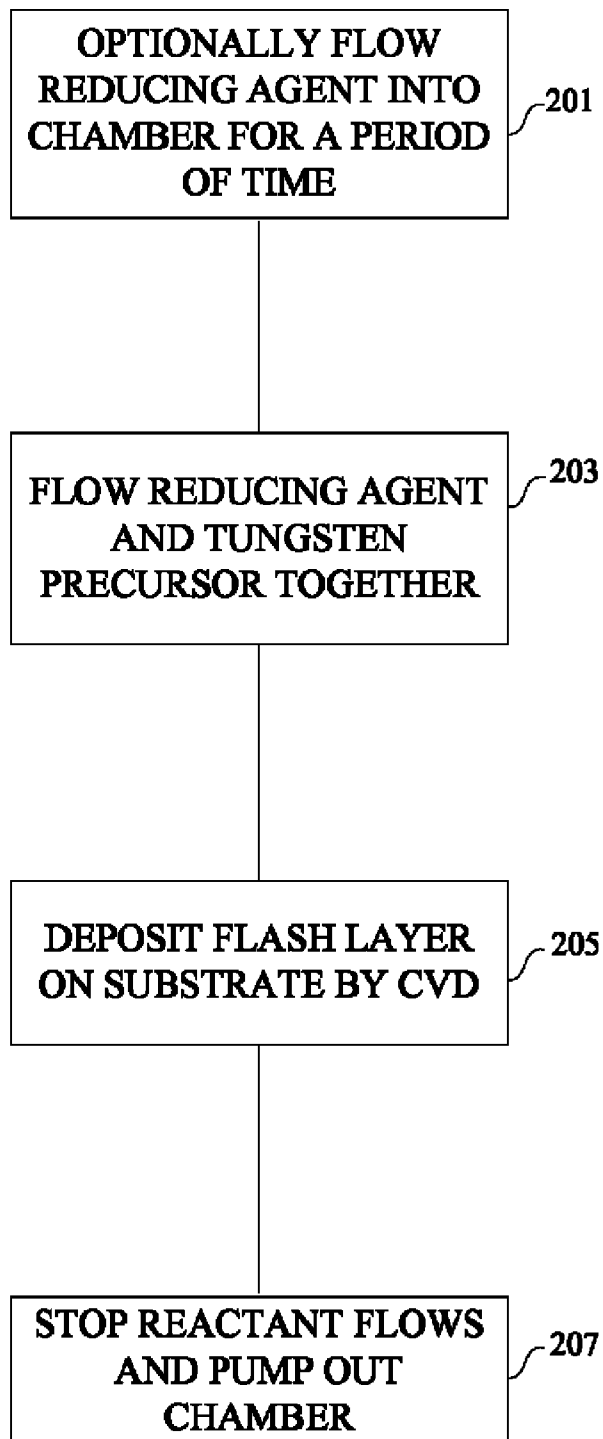 OPTIONALLY FLOW
REDUCING AGENT INTO
CHAMBER FOR A PERIOD
OF TIME
201
FLOW REDUCING AGENT
AND TUNGSTEN
PRECURSOR TOGETHER
203
DEPOSIT FLASH LAYER
ON SUBSTRATE BY CVD
205
STOP REACTANT FLOWS
AND PUMP OUT
CHAMBER
207